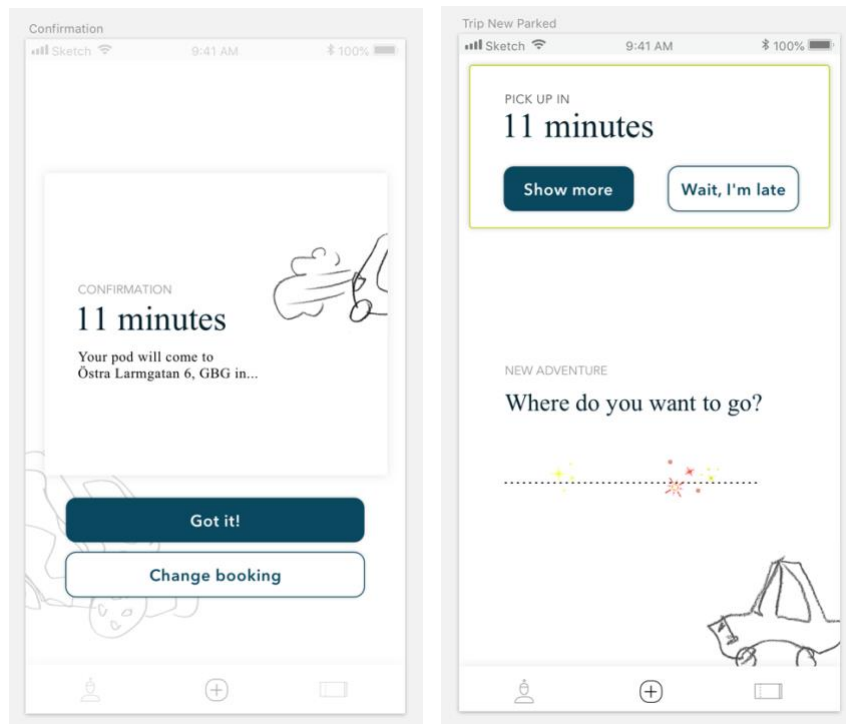 Confirmation
Sketch 9:41 AM 100%
CONFIRMATION
11 minutes
Your pod will come to
Östra Larmgatan 6, GBG in...
Got it!
Change booking
Trip New Parked
Sketch 9:41 AM 100%
PICK UP IN
11 minutes
Show more
Wait, I'm late
NEW ADVENTURE
Where do you want to go?